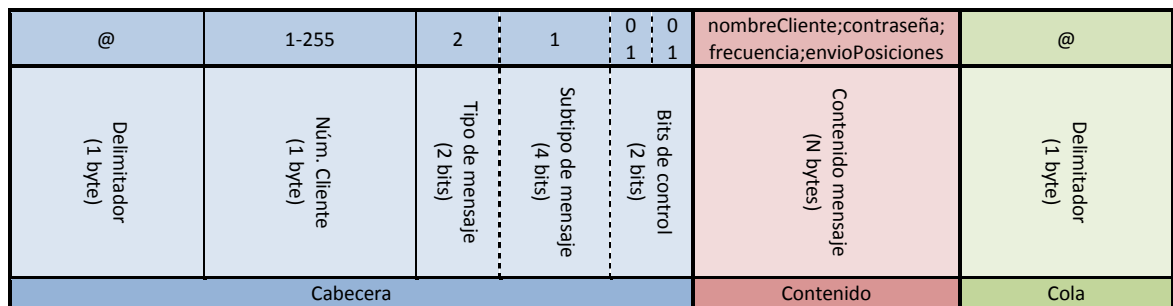 @
1-255
2
1
0 0
1 1
nombreCliente;contraseña;
frecuencia;envioPosiciones
@
Delimitador
(1 byte)
Núm. Cliente
(1 byte)
Tipo de mensaje
(2 bits)
Subtipo de mensaje
(4 bits)
Bits de control
(2 bits)
Contenido mensaje
(N bytes)
Delimitador
(1 byte)
Cabecera
Contenido
Cola